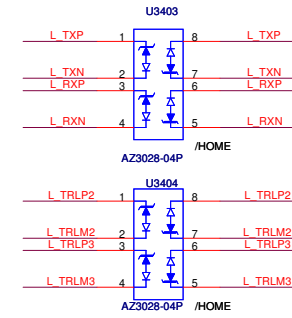 U3403
L_TXP 1 8 L_TXP
L_TXN 2 7 L_TXN
L_RXP 3 6 L_RXP
L_RXN 4 5 L_RXN
/HOME
AZ3028-04P
U3404
L_TRLP2 1 8 L_TRLP2
L_TRLM2 2 7 L_TRLM2
L_TRLP3 3 6 L_TRLP3
L_TRLM3 4 5 L_TRLM3
AZ3028-04P /HOME